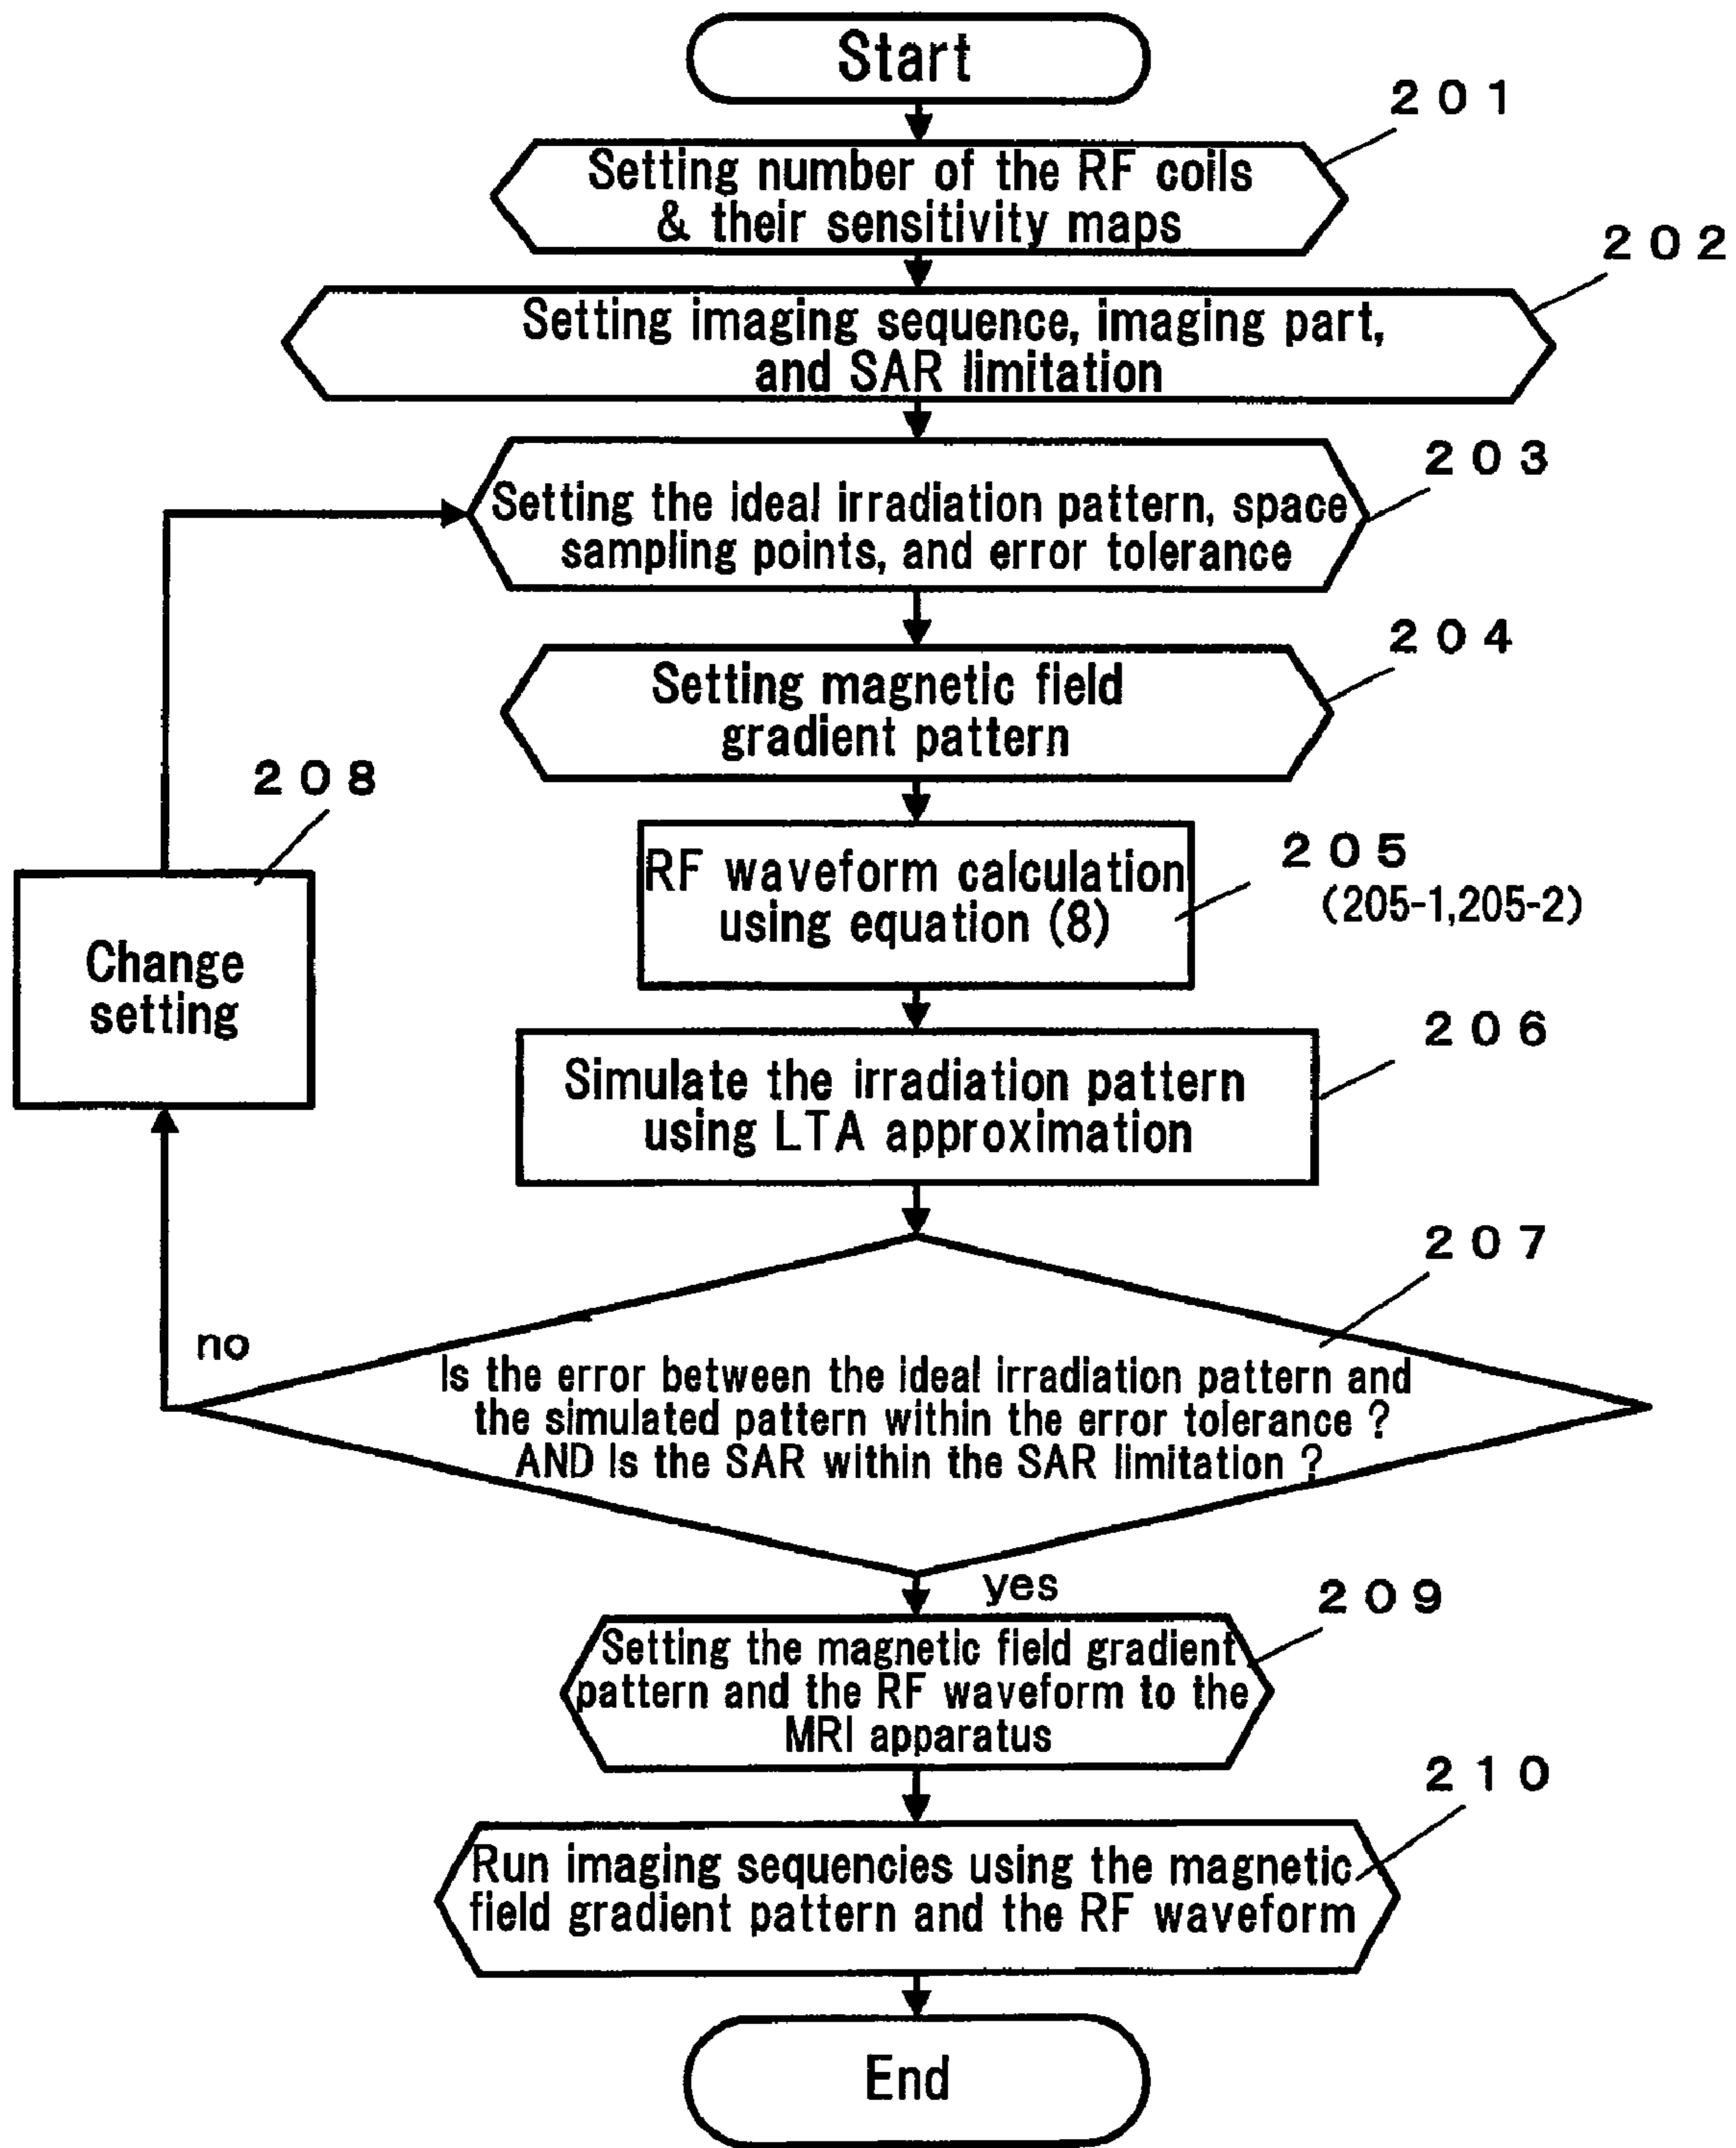 Start
201
Setting number of the RF coils
& their sensitivity maps
202
Setting imaging sequence, imaging part,
and SAR limitation
203
Setting the ideal irradiation pattern, space
sampling points, and error tolerance
204
Setting magnetic field
gradient pattern
208
205
(205-1,205-2)
RF waveform calculation
using equation (8)
Change
setting
206
Simulate the irradiation pattern
using LTA approximation
207
no
Is the error between the ideal irradiation pattern and
the simulated pattern within the error tolerance ?
AND Is the SAR within the SAR limitation ?
yes
209
Setting the magnetic field gradient
pattern and the RF waveform to the
MRI apparatus
210
Run imaging sequencies using the magnetic
field gradient pattern and the RF waveform
End